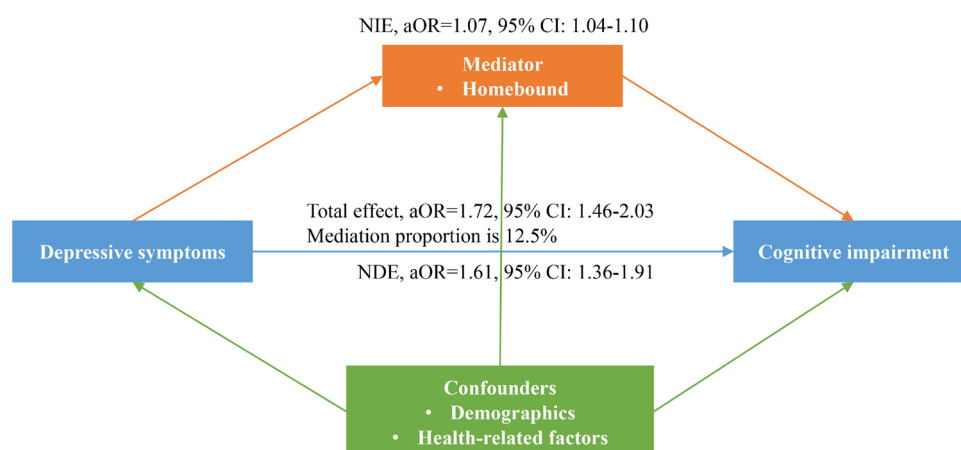 NIE, aOR=1.07, 95% CI: 1.04-1.10
Mediator
• Homebound
Total effect, aOR=1.72, 95% CI: 1.46-2.03
Mediation proportion is 12.5%
Depressive symptoms
Cognitive impairment
NDE, aOR=1.61, 95% CI: 1.36-1.91
Confounders
• Demographics
• Health-related factors